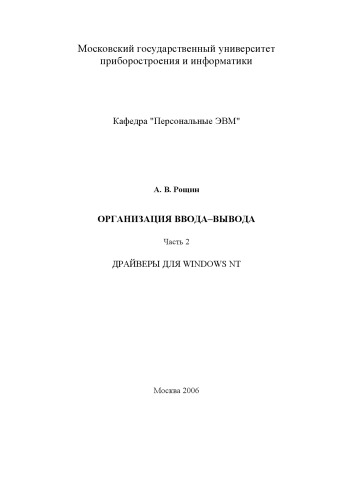 Московский государственный университет
приборостроения и информатики
Кафедра "Персональные ЭВМ"
А. В. Рощин
ОРГАНИЗАЦИЯ ВВОДА–ВЫВОДА
Часть 2
ДРАЙВЕРЫ ДЛЯ WINDOWS NT
Москва 2006